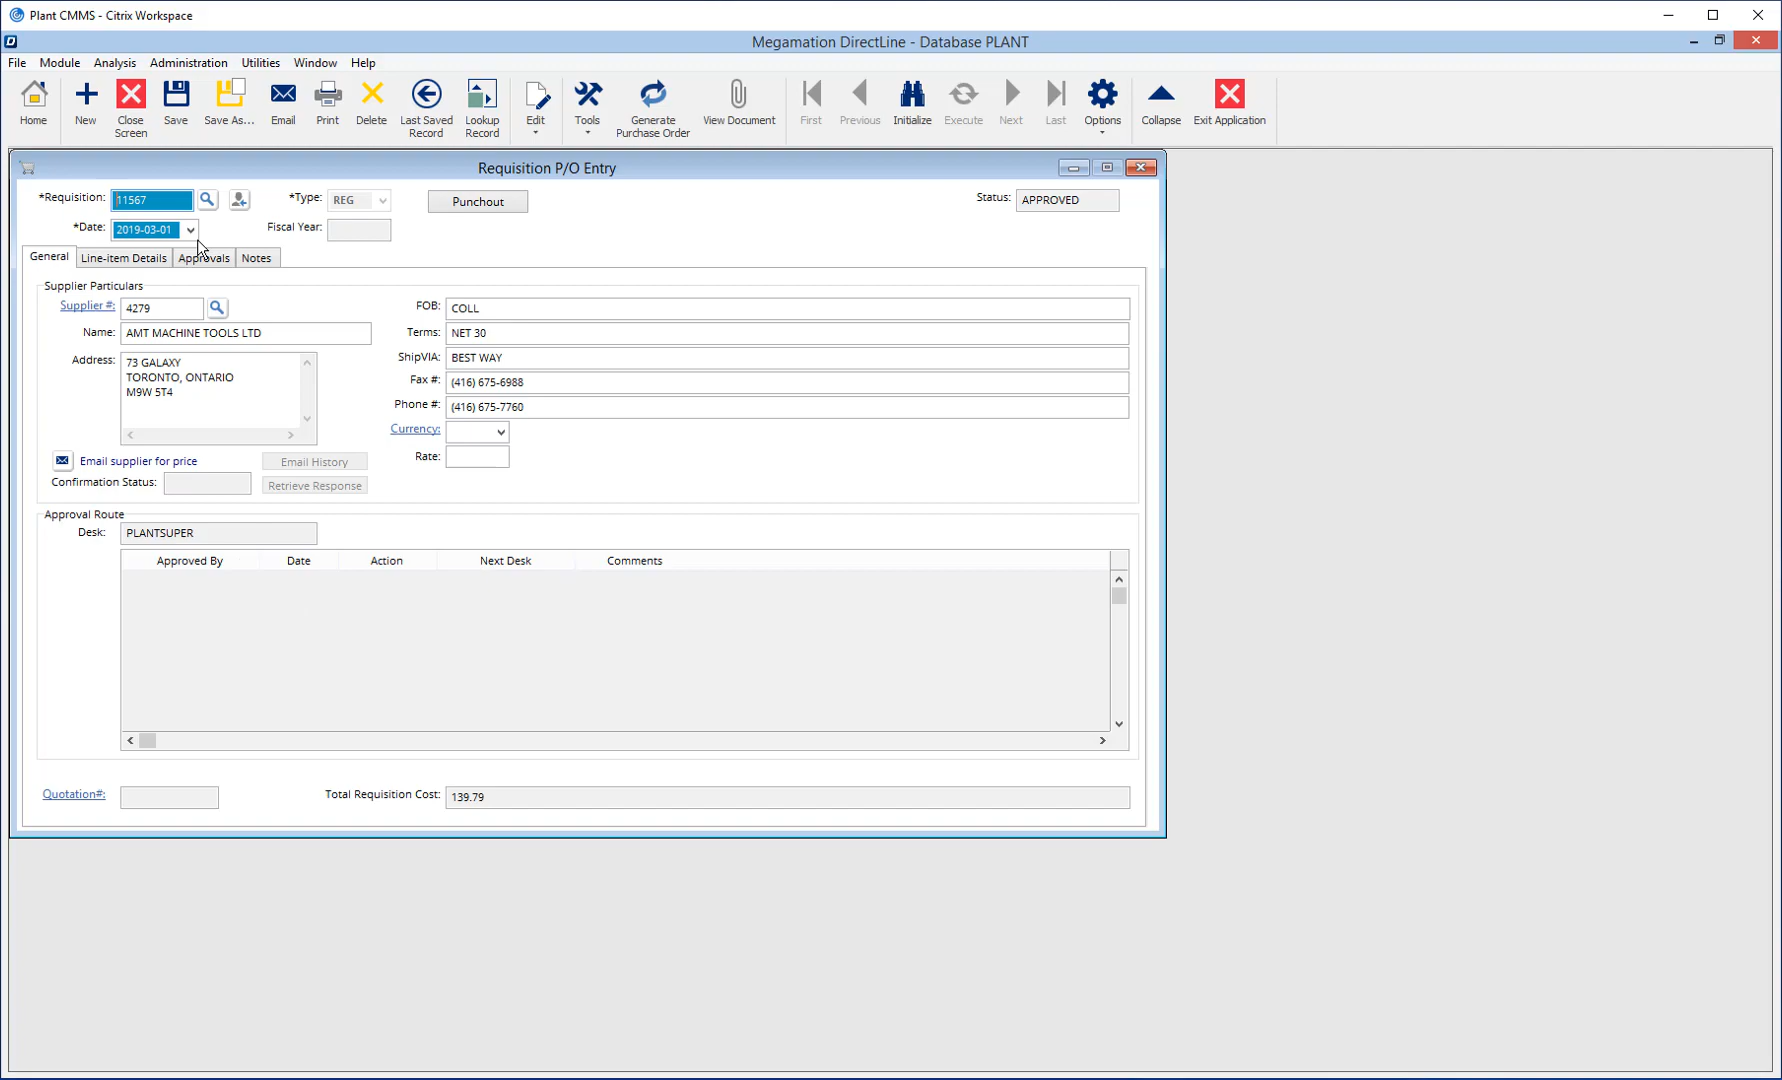 Plant CMMS - Citrix Workspace
Megamation DirectLine - Database PLANT
File Module Analysis Administration Utilities Window Help
Home New Close Screen Save Save As... Email Print Delete Last Saved Record Lookup Record Edit Tools Generate Purchase Order View Document First Previous Initialize Execute Next Last Options Collapse Exit Application
Requisition P/O Entry
*Requisition: 11567 *Type: REG Punchout Status: APPROVED
*Date: 2019-03-01 Fiscal Year:
General Line-item Details Approvals Notes
Supplier Particulars
Supplier #: 4279 FOB: COLL
Name: AMT MACHINE TOOLS LTD Terms: NET 30
Address: 73 GALAXY ShipVIA: BEST WAY
TORONTO, ONTARIO Fax #: (416) 675-6988
M9W 5T4 Phone #: (416) 675-7760
Currency:
Rate:
Email supplier for price Email History
Confirmation Status: Retrieve Response
Approval Route
Desk: PLANTSUPER
Approved By Date Action Next Desk Comments
Quotation#: Total Requisition Cost: 139.79